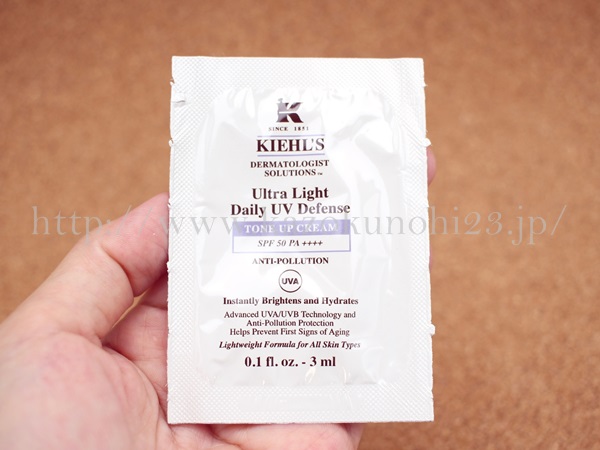 K
SINCE 1851
KIEHL'S
DERMATOLOGIST
SOLUTIONS™
Ultra Light
Daily UV Defense
TONE UP CREAM
SPF 50 PA ++++
ANTI-POLLUTION
UVA
Instantly Brightens and Hydrates
Advanced UVA/UVB Technology and
Anti-Pollution Protection
Helps Prevent First Signs of Aging
Lightweight Formula for All Skin Types
0.1 fl. oz. - 3 ml